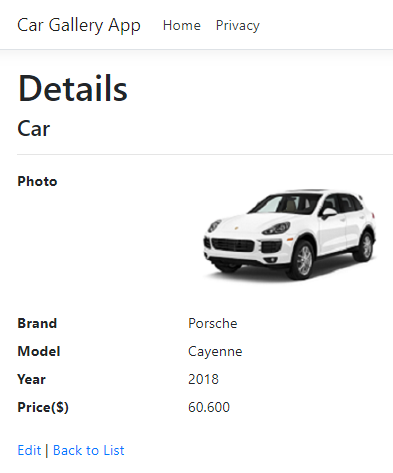 Car Gallery App Home Privacy
Details
Car
Photo
Brand Porsche
Model Cayenne
Year 2018
Price($) 60.600
Edit | Back to List